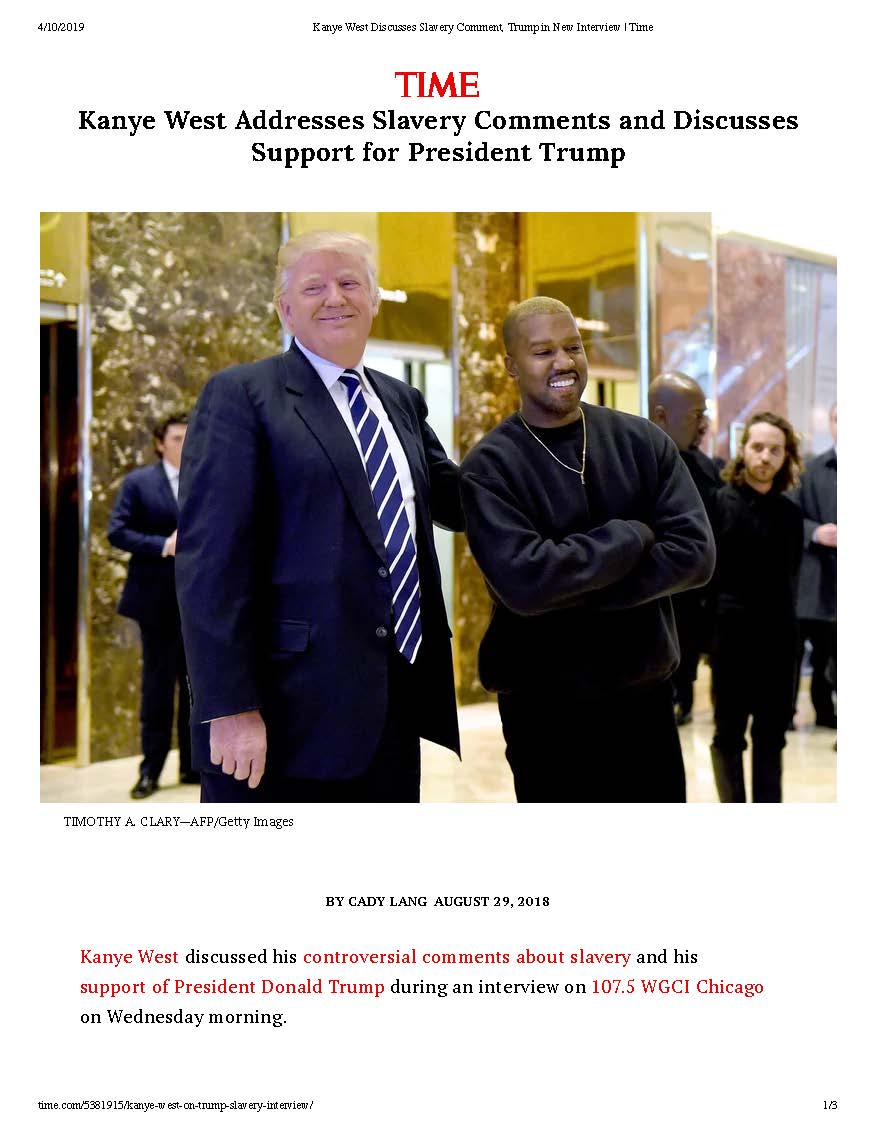 4/10/2019 Kanye West Discusses Slavery Comment, Trump in New Interview | Time
TIME
Kanye West Addresses Slavery Comments and Discusses
Support for President Trump
TIMOTHY A. CLARY—AFP/Getty Images
BY CADY LANG AUGUST 29, 2018
Kanye West discussed his controversial comments about slavery and his
support of President Donald Trump during an interview on 107.5 WGCI Chicago
on Wednesday morning.
time.com/5381915/kanye-west-on-trump-slavery-interview/ 1/3